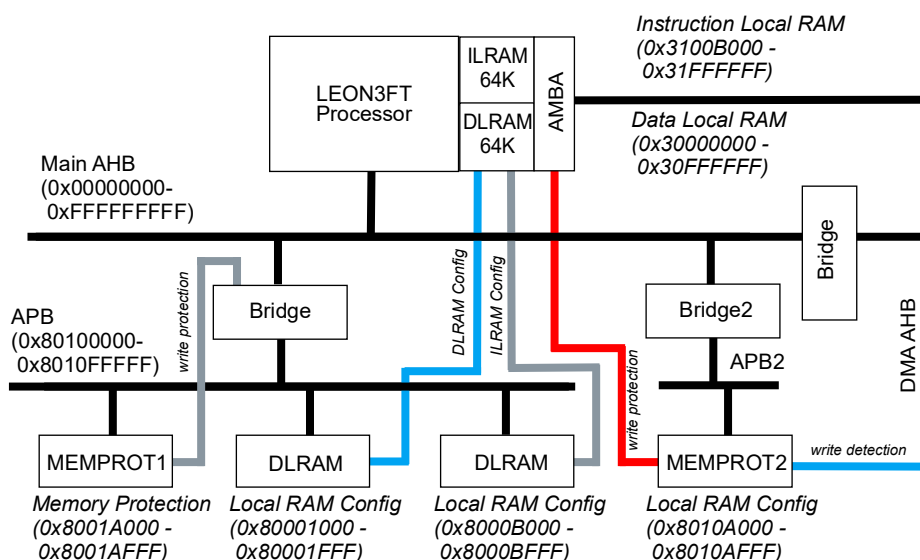 Instruction Local RAM
(0x3100B000 -
0x31FFFFFF)
ILRAM
64K
LEON3FT
Processor
AMBA
DLRAM
64K
Data Local RAM
(0x30000000 -
0x30FFFFFF)
Main AHB
(0x00000000-
0xFFFFFFFFFF)
Bridge
DLRAM Config
ILRAM Config
write protection
Bridge
Bridge2
APB
(0x80100000-
0x8010FFFFF)
DMA AHB
APB2
write protection
write detection
MEMPROT1
DLRAM
DLRAM
MEMPROT2
Memory Protection
(0x8001A000 -
0x8001AFFF)
Local RAM Config
(0x80001000 -
0x80001FFF)
Local RAM Config
(0x8000B000 -
0x8000BFFF)
Local RAM Config
(0x8010A000 -
0x8010AFFF)